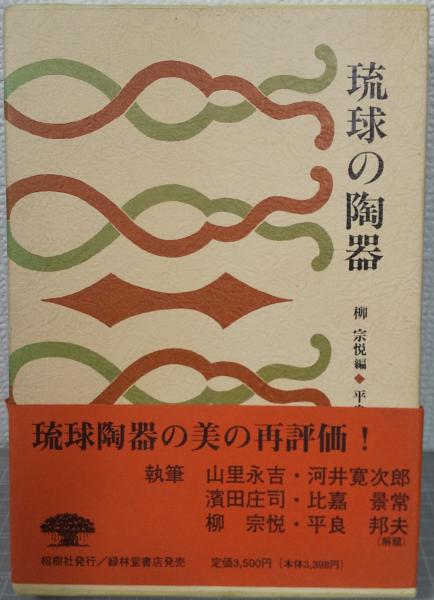 琉球の陶器
柳 宗悦編◆平
琉球陶器の美の再評価！
執筆 山里永吉・河井寛次郎
濱田庄司・比嘉 景常
柳 宗悦・平良 邦夫
(解題)
榕樹社発行／緑林堂書店発売 定価3,500円（本体3,398円）